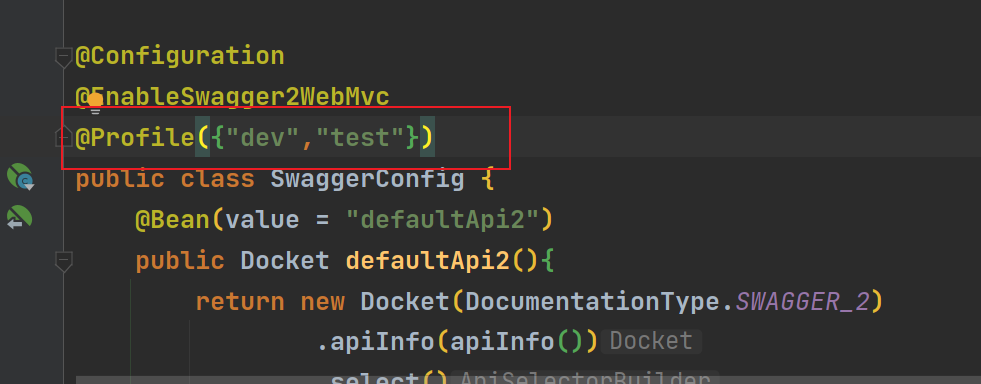 @Configuration
@EnableSwagger2WebMvc
@Profile({"dev","test"})
public class SwaggerConfig {
@Bean(value = "defaultApi2")
public Docket defaultApi2(){
return new Docket(DocumentationType.SWAGGER_2)
.apiInfo(apiInfo()) Docket
.select() ApiSelectorBuilder